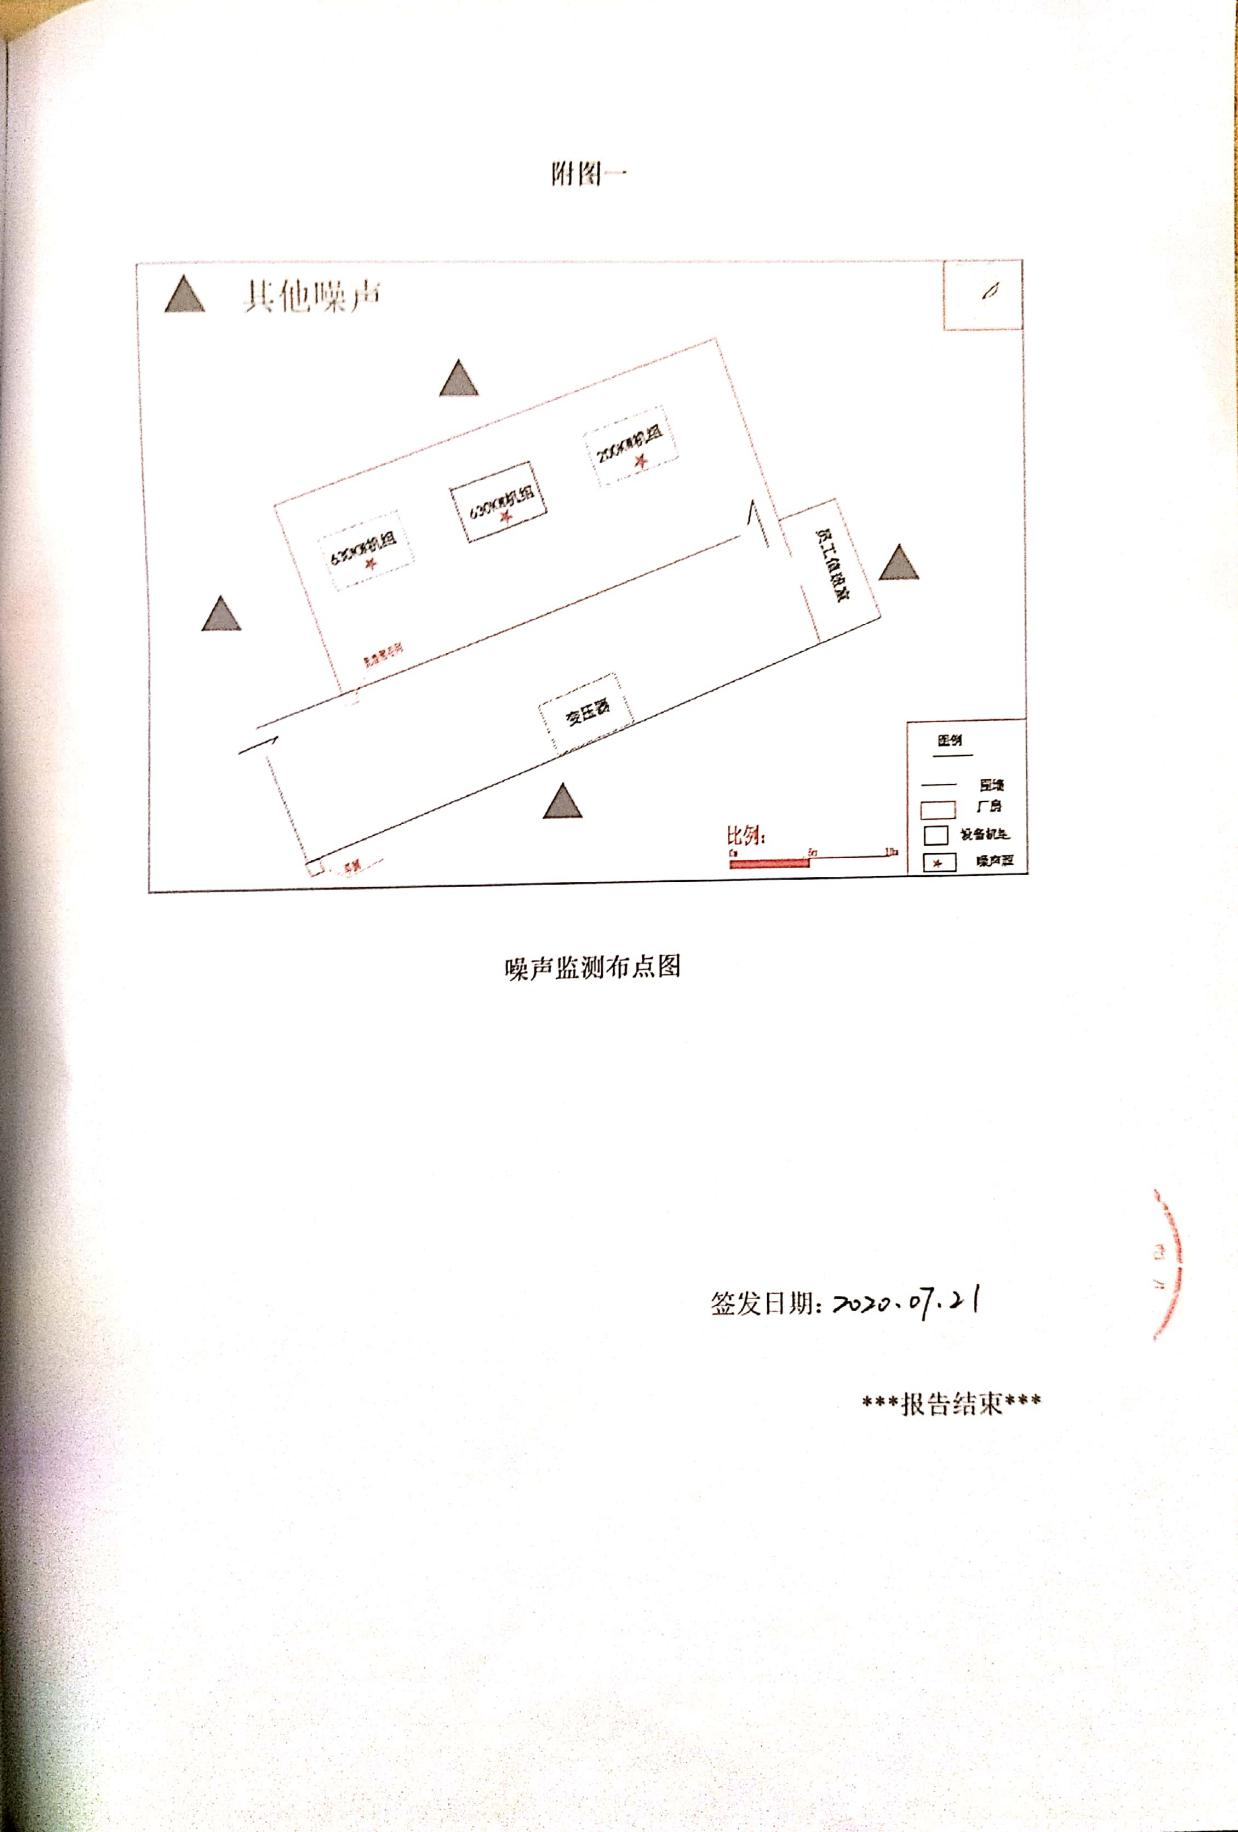 附图一
其他噪声
200KW机组
630KW机组
630KW机组
员工值班室
变压器
图例
围墙
厂房
设备机组
噪声源
比例：
0m 5m 10m
噪声监测布点图
签发日期：2020.07.21
***报告结束***